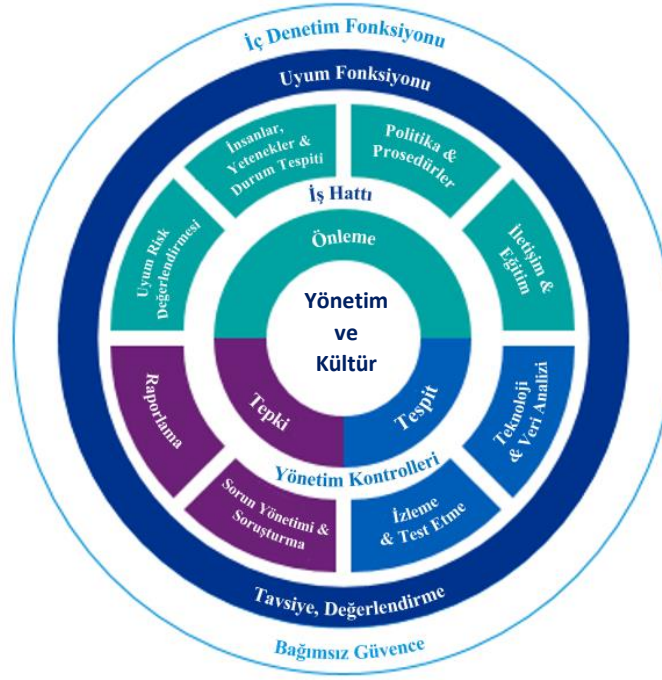 İç Denetim Fonksiyonu
Uyum Fonksiyonu
İnsanlar,
Yetenekler &
Durum Tespiti
Politika &
Prosedürler
İş Hattı
Önleme
Uyum Risk
Değerlendirmesi
İletişim &
Eğitim
Yönetim
ve
Kültür
Raporlama
Tepki
Tespit
Teknoloji
& Veri Analizi
Yönetim Kontrolleri
Sorun Yönetimi &
Soruşturma
İzleme
& Test Etme
Tavsiye, Değerlendirme
Bağımsız Güvence